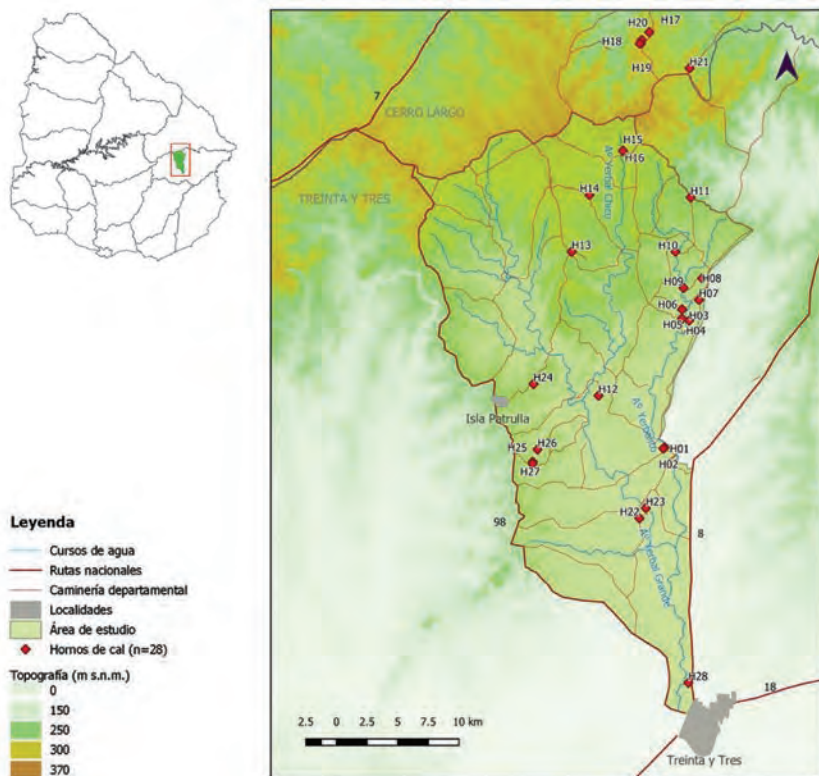 Leyenda
Cursos de agua
Rutas nacionales
Caminería departamental
Localidades
Área de estudio
Hornos de cal (n=28)
Topografía (m s.n.m.)
0
150
250
300
370
H20
H17
H18
H19
H21
7
CERRO LARGO
H15
H16
Aº Yerbal Chico
TREINTA Y TRES
H14
H11
H13
H10
H08
H09
H07
H06
H03
H05
H04
H24
H12
Isla Patrulla
Aº Yerbalito
H26
H25
H27
H01
H02
H23
H22
98
8
Aº Yerbal Grande
H28
18
2.5 0 2.5 5 7.5 10 km
Treinta y Tres